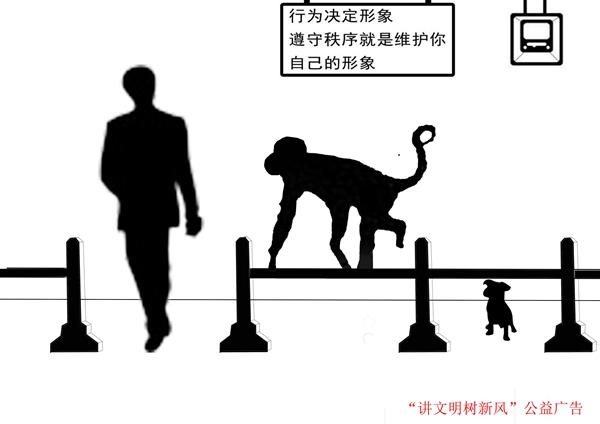 行为决定形象
遵守秩序就是维护你
自己的形象
“讲文明树新风”公益广告